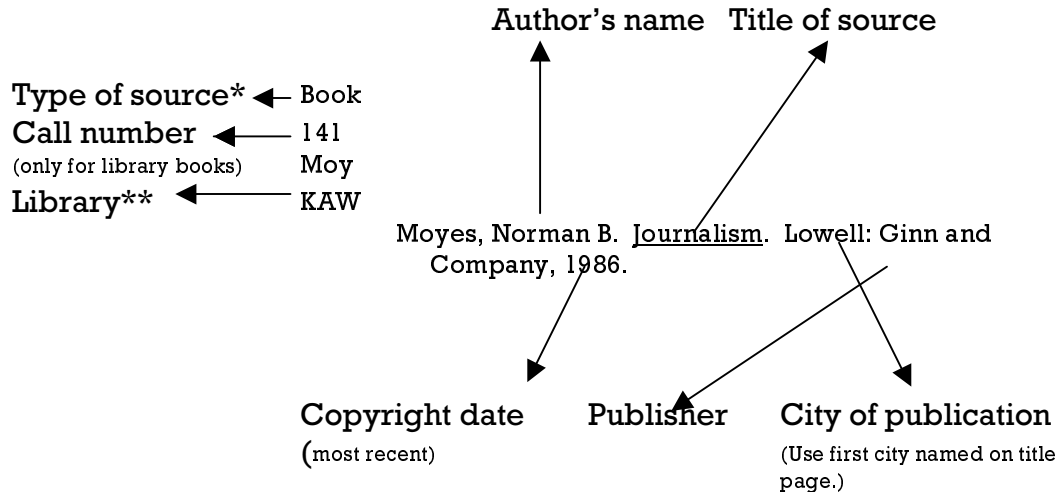 Author's name Title of source
Type of source* Book
Call number 141
(only for library books) Moy
Library** KAW
Moyes, Norman B. Journalism. Lowell: Ginn and
Company, 1986.
Copyright date Publisher City of publication
(most recent) (Use first city named on title
page.)